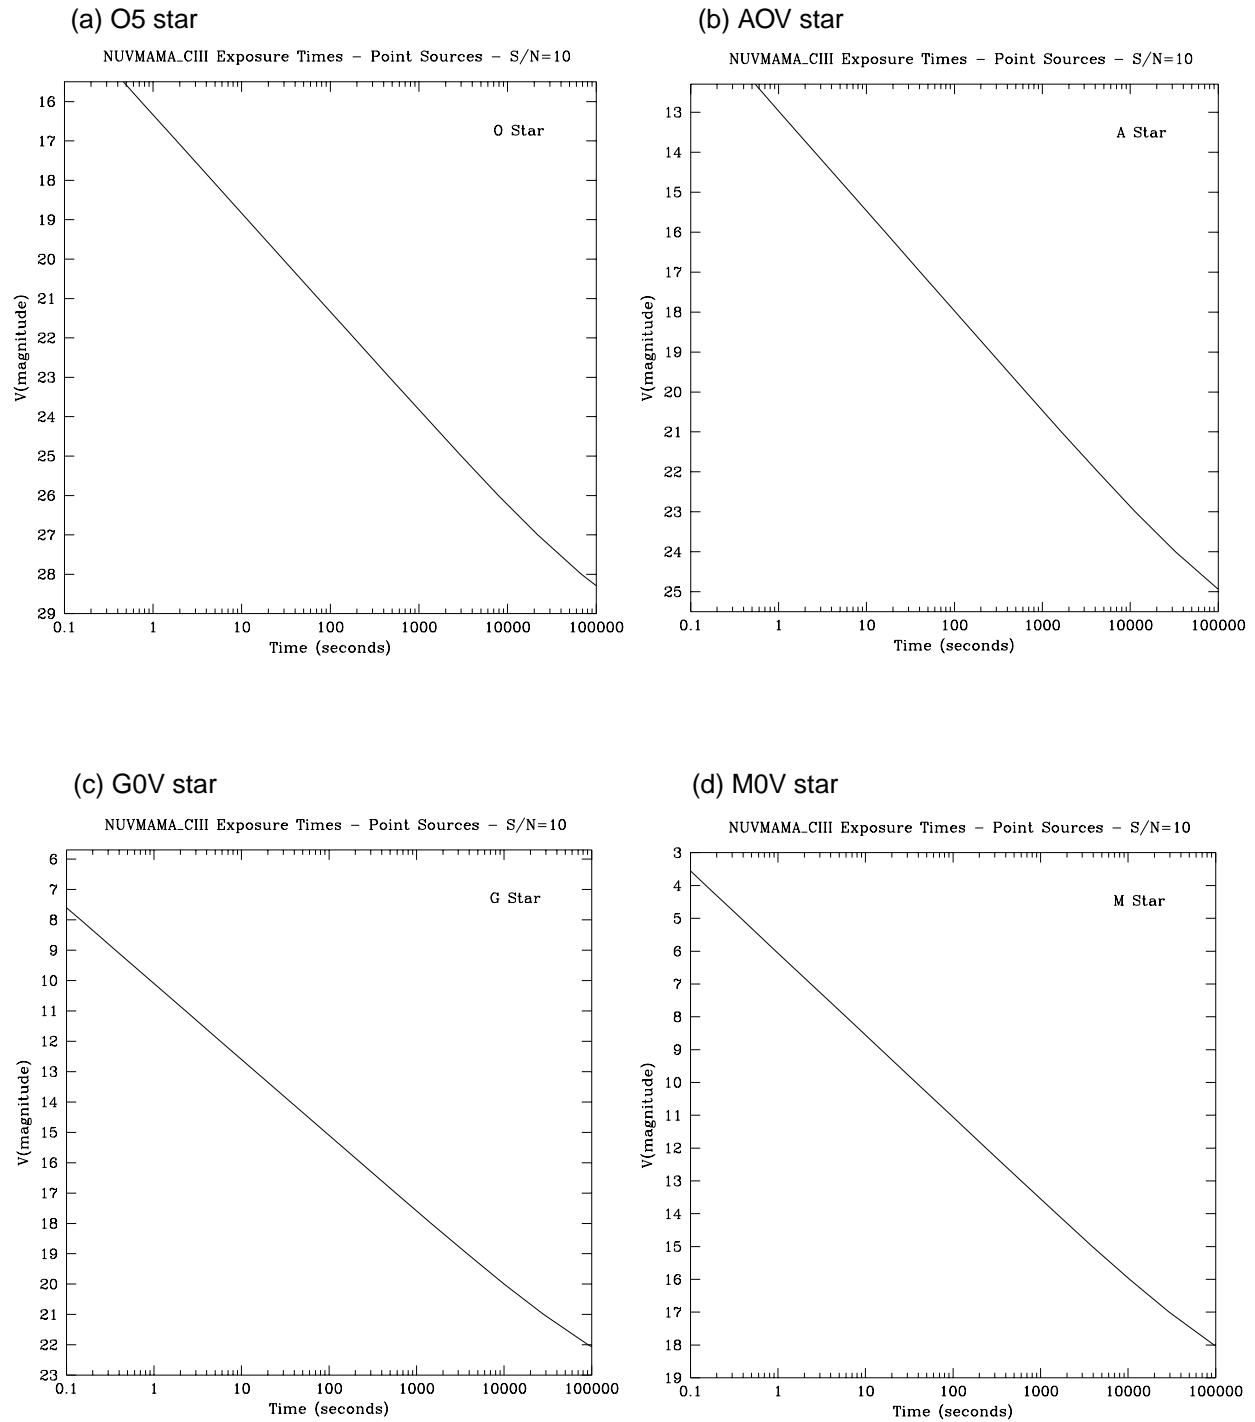 (a) O5 star
NUVMAMA_CIII Exposure Times − Point Sources − S/N=10
O Star
V(magnitude)
16
17
18
19
20
21
22
23
24
25
26
27
28
29
0.1 1 10 100 1000 10000 100000
Time (seconds)
(b) AOV star
NUVMAMA_CIII Exposure Times − Point Sources − S/N=10
A Star
V(magnitude)
13
14
15
16
17
18
19
20
21
22
23
24
25
0.1 1 10 100 1000 10000 100000
Time (seconds)
(c) G0V star
NUVMAMA_CIII Exposure Times − Point Sources − S/N=10
G Star
V(magnitude)
6
7
8
9
10
11
12
13
14
15
16
17
18
19
20
21
22
23
0.1 1 10 100 1000 10000 100000
Time (seconds)
(d) M0V star
NUVMAMA_CIII Exposure Times − Point Sources − S/N=10
M Star
V(magnitude)
3
4
5
6
7
8
9
10
11
12
13
14
15
16
17
18
19
0.1 1 10 100 1000 10000 100000
Time (seconds)